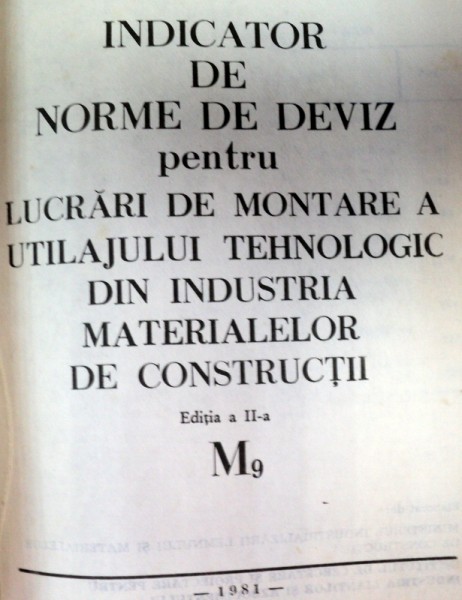 INDICATOR
DE
NORME DE DEVIZ
pentru
LUCRĂRI DE MONTARE A
UTILAJULUI TEHNOLOGIC
DIN INDUSTRIA
MATERIALELOR
DE CONSTRUCȚII
Ediția a II-a
M9
— 1981 —